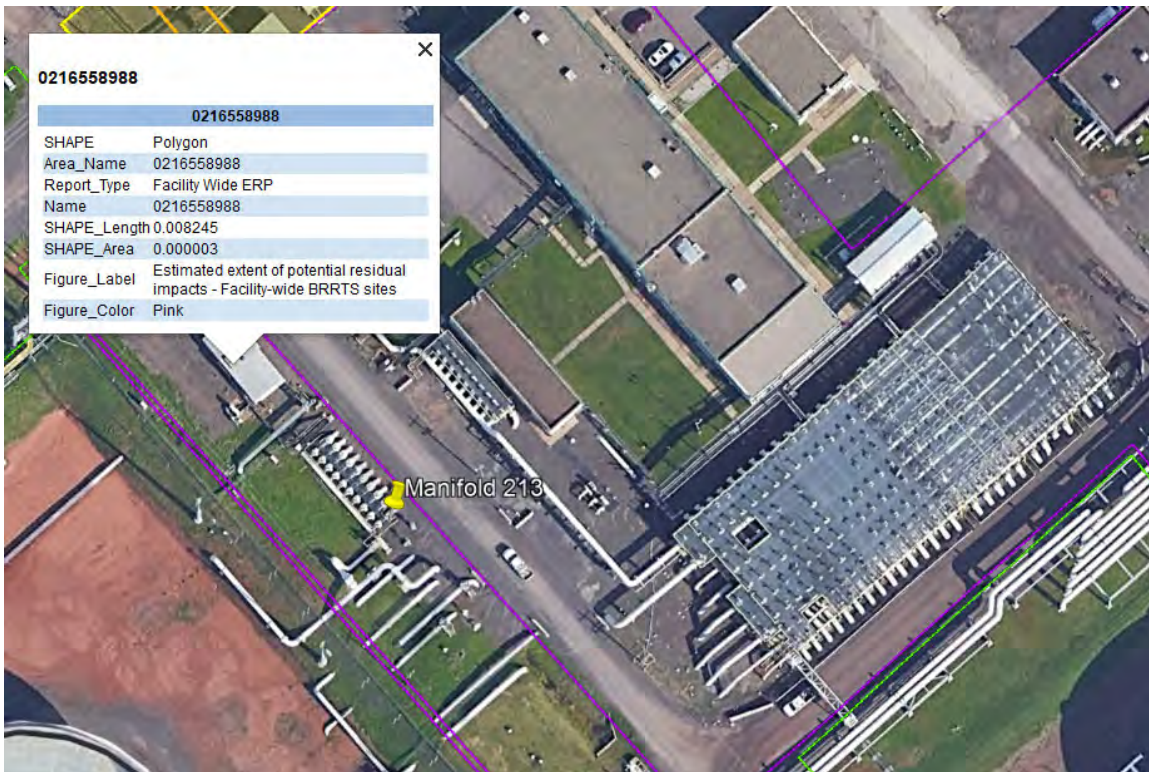 0216558988
0216558988
SHAPE Polygon
Area_Name 0216558988
Report_Type Facility Wide ERP
Name 0216558988
SHAPE_Length 0.008245
SHAPE_Area 0.000003
Figure_Label Estimated extent of potential residual
impacts - Facility-wide BRRTS sites
Figure_Color Pink
Manifold 213